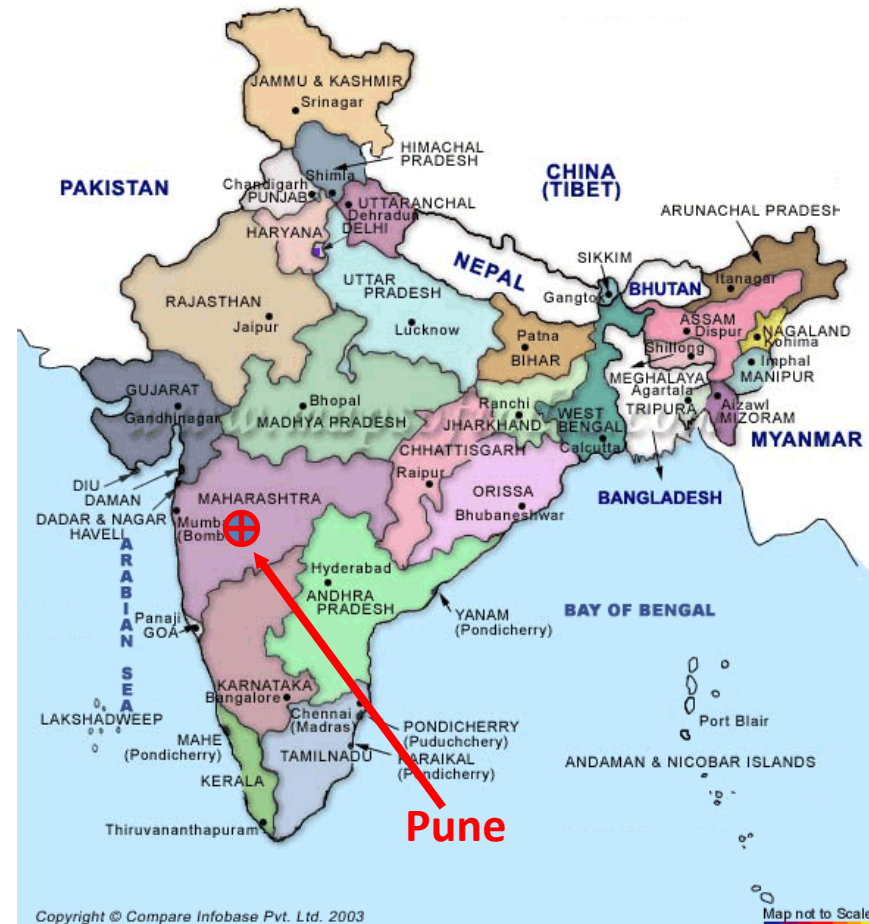 JAMMU & KASHMIR
Srinagar
HIMACHAL
PRADESH
CHINA
(TIBET)
PAKISTAN
Shimla
Chandigarh
PUNJAB
UTTARANCHAL
Dehradun
DELHI
HARYANA
ARUNACHAL PRADESH
NEPAL
SIKKIM
BHUTAN
Itanagar
Gangtok
UTTAR
PRADESH
RAJASTHAN
Jaipur
Lucknow
ASSAM
Dispur
NAGALAND
Kohima
Patna
BIHAR
Shillong
Imphal
MANIPUR
MEGHALAYA
GUJARAT
Gandhinagar
Bhopal
MADHYA PRADESH
Ranchi
JHARKHAND
WEST
BENGAL
Calcutta
Agartala
TRIPURA
Aizawl
MIZORAM
MYANMAR
CHHATTISGARH
Raipur
DIU
DAMAN
DADAR & NAGAR
HAVELI
MAHARASHTRA
Mumba
(Bomb
ORISSA
Bhubaneshwar
BANGLADESH
ARABIAN SEA
Hyderabad
ANDHRA
PRADESH
YANAM
(Pondicherry)
BAY OF BENGAL
Panaji
GOA
KARNATAKA
Bangalore
LAKSHADWEEP
Chennai
(Madras)
PONDICHERRY
(Puduchchery)
Port Blair
MAHE
(Pondicherry)
TAMILNADU
KARAIKAL
(Pondicherry)
ANDAMAN & NICOBAR ISLANDS
KERALA
Thiruvananthapuram
Pune
Copyright © Compare Infobase Pvt. Ltd. 2003
Map not to Scale